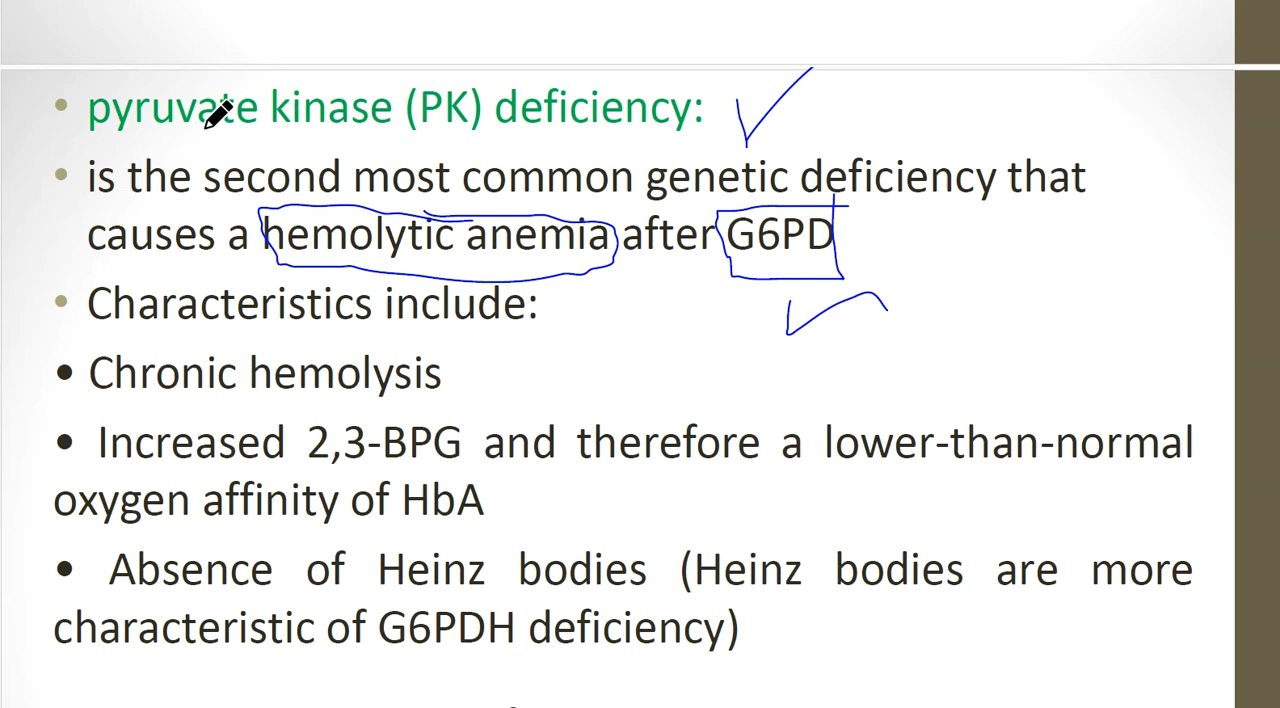 • pyruvate kinase (PK) deficiency:
• is the second most common genetic deficiency that
causes a hemolytic anemia after G6PD
• Characteristics include:
• Chronic hemolysis
• Increased 2,3-BPG and therefore a lower-than-normal
oxygen affinity of HbA
• Absence of Heinz bodies (Heinz bodies are more
characteristic of G6PDH deficiency)